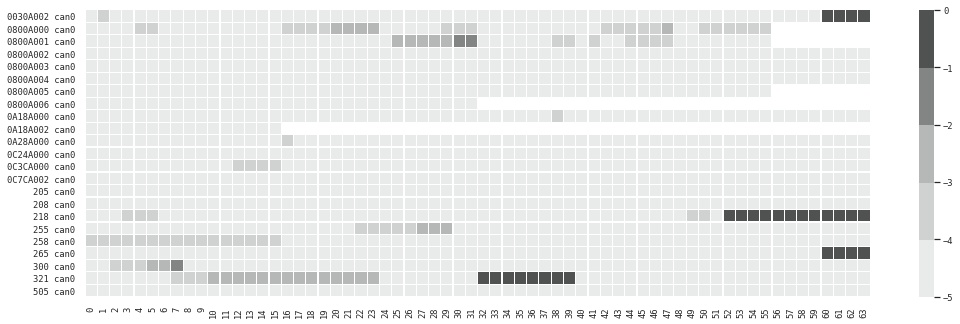 0030A002 can0
0800A000 can0
0800A001 can0
0800A002 can0
0800A003 can0
0800A004 can0
0800A005 can0
0800A006 can0
0A18A000 can0
0A18A002 can0
0A28A000 can0
0C24A000 can0
0C3CA000 can0
0C7CA002 can0
205 can0
208 can0
218 can0
255 can0
258 can0
265 can0
300 can0
321 can0
505 can0
0 1 2 3 4 5 6 7 8 9 10 11 12 13 14 15 16 17 18 19 20 21 22 23 24 25 26 27 28 29 30 31 32 33 34 35 36 37 38 39 40 41 42 43 44 45 46 47 48 49 50 51 52 53 54 55 56 57 58 59 60 61 62 63
0
−1
−2
−3
−4
−5